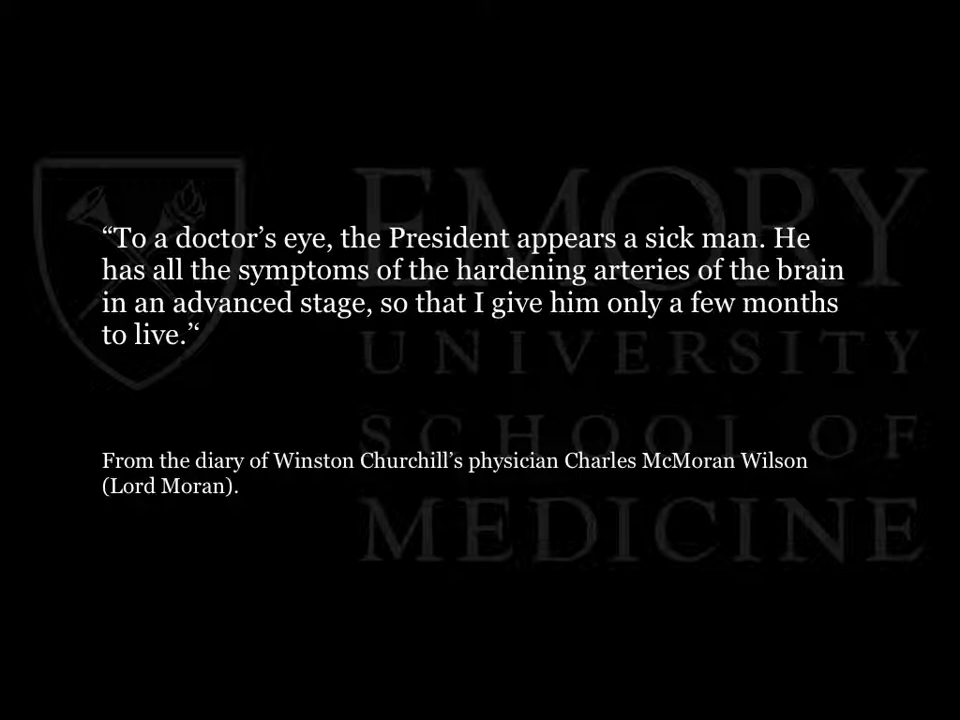 “To a doctor’s eye, the President appears a sick man. He
has all the symptoms of the hardening arteries of the brain
in an advanced stage, so that I give him only a few months
to live.”‘
From the diary of Winston Churchill’s physician Charles McMoran Wilson
(Lord Moran).
EMORY
UNIVERSITY
SCHOOL OF
MEDICINE